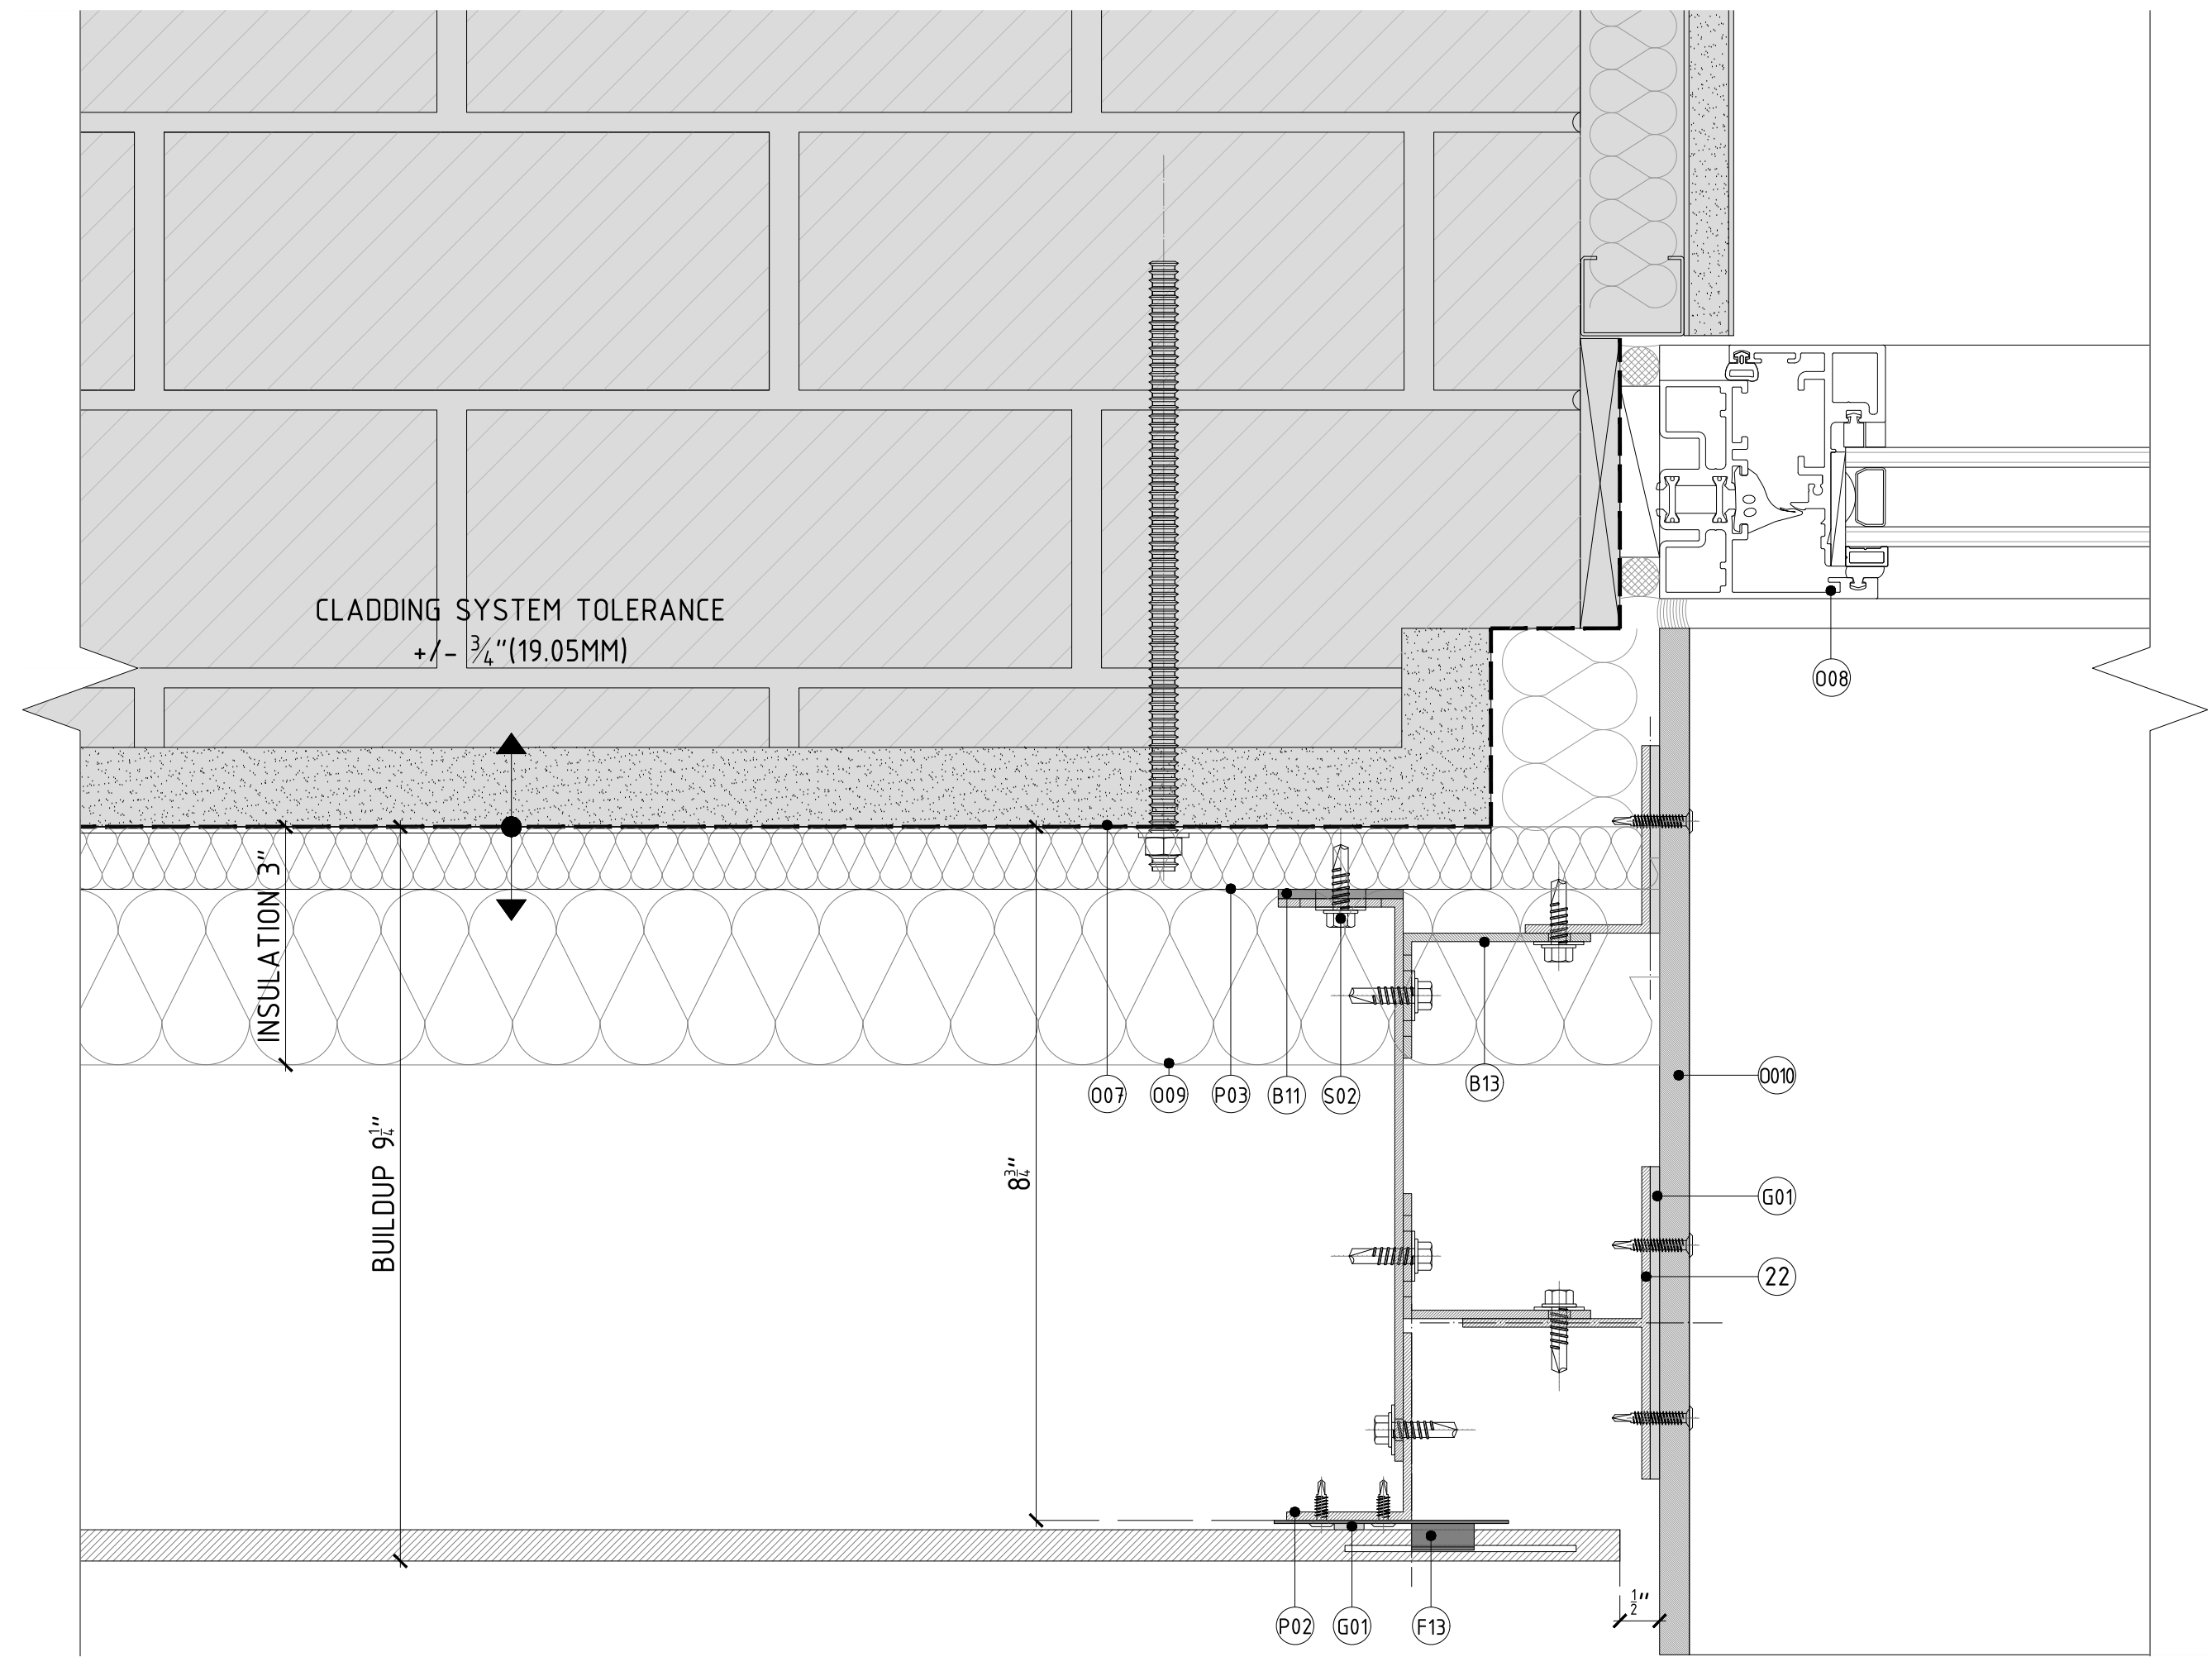 CLADDING SYSTEM TOLERANCE
+/- 3/4"(19.05MM)
O08
INSULATION 3"
BUILDUP 9 1/4"
8 3/4"
O07
O09
P03
B11
S02
B13
O010
G01
22
P02
G01
F13
1/2"